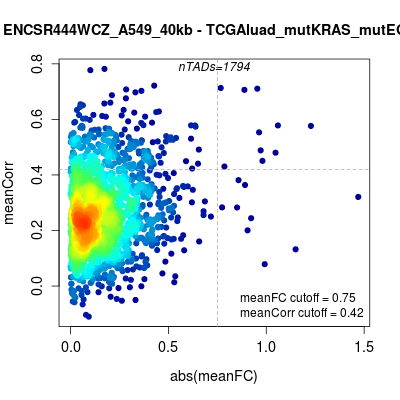 ENCSR444WCZ_A549_40kb - TCGAluad_mutKRAS_mutEG
nTADs=1794
meanCorr
0.8
0.6
0.4
0.2
0.0
meanFC cutoff = 0.75
meanCorr cutoff = 0.42
0.0 0.5 1.0 1.5
abs(meanFC)